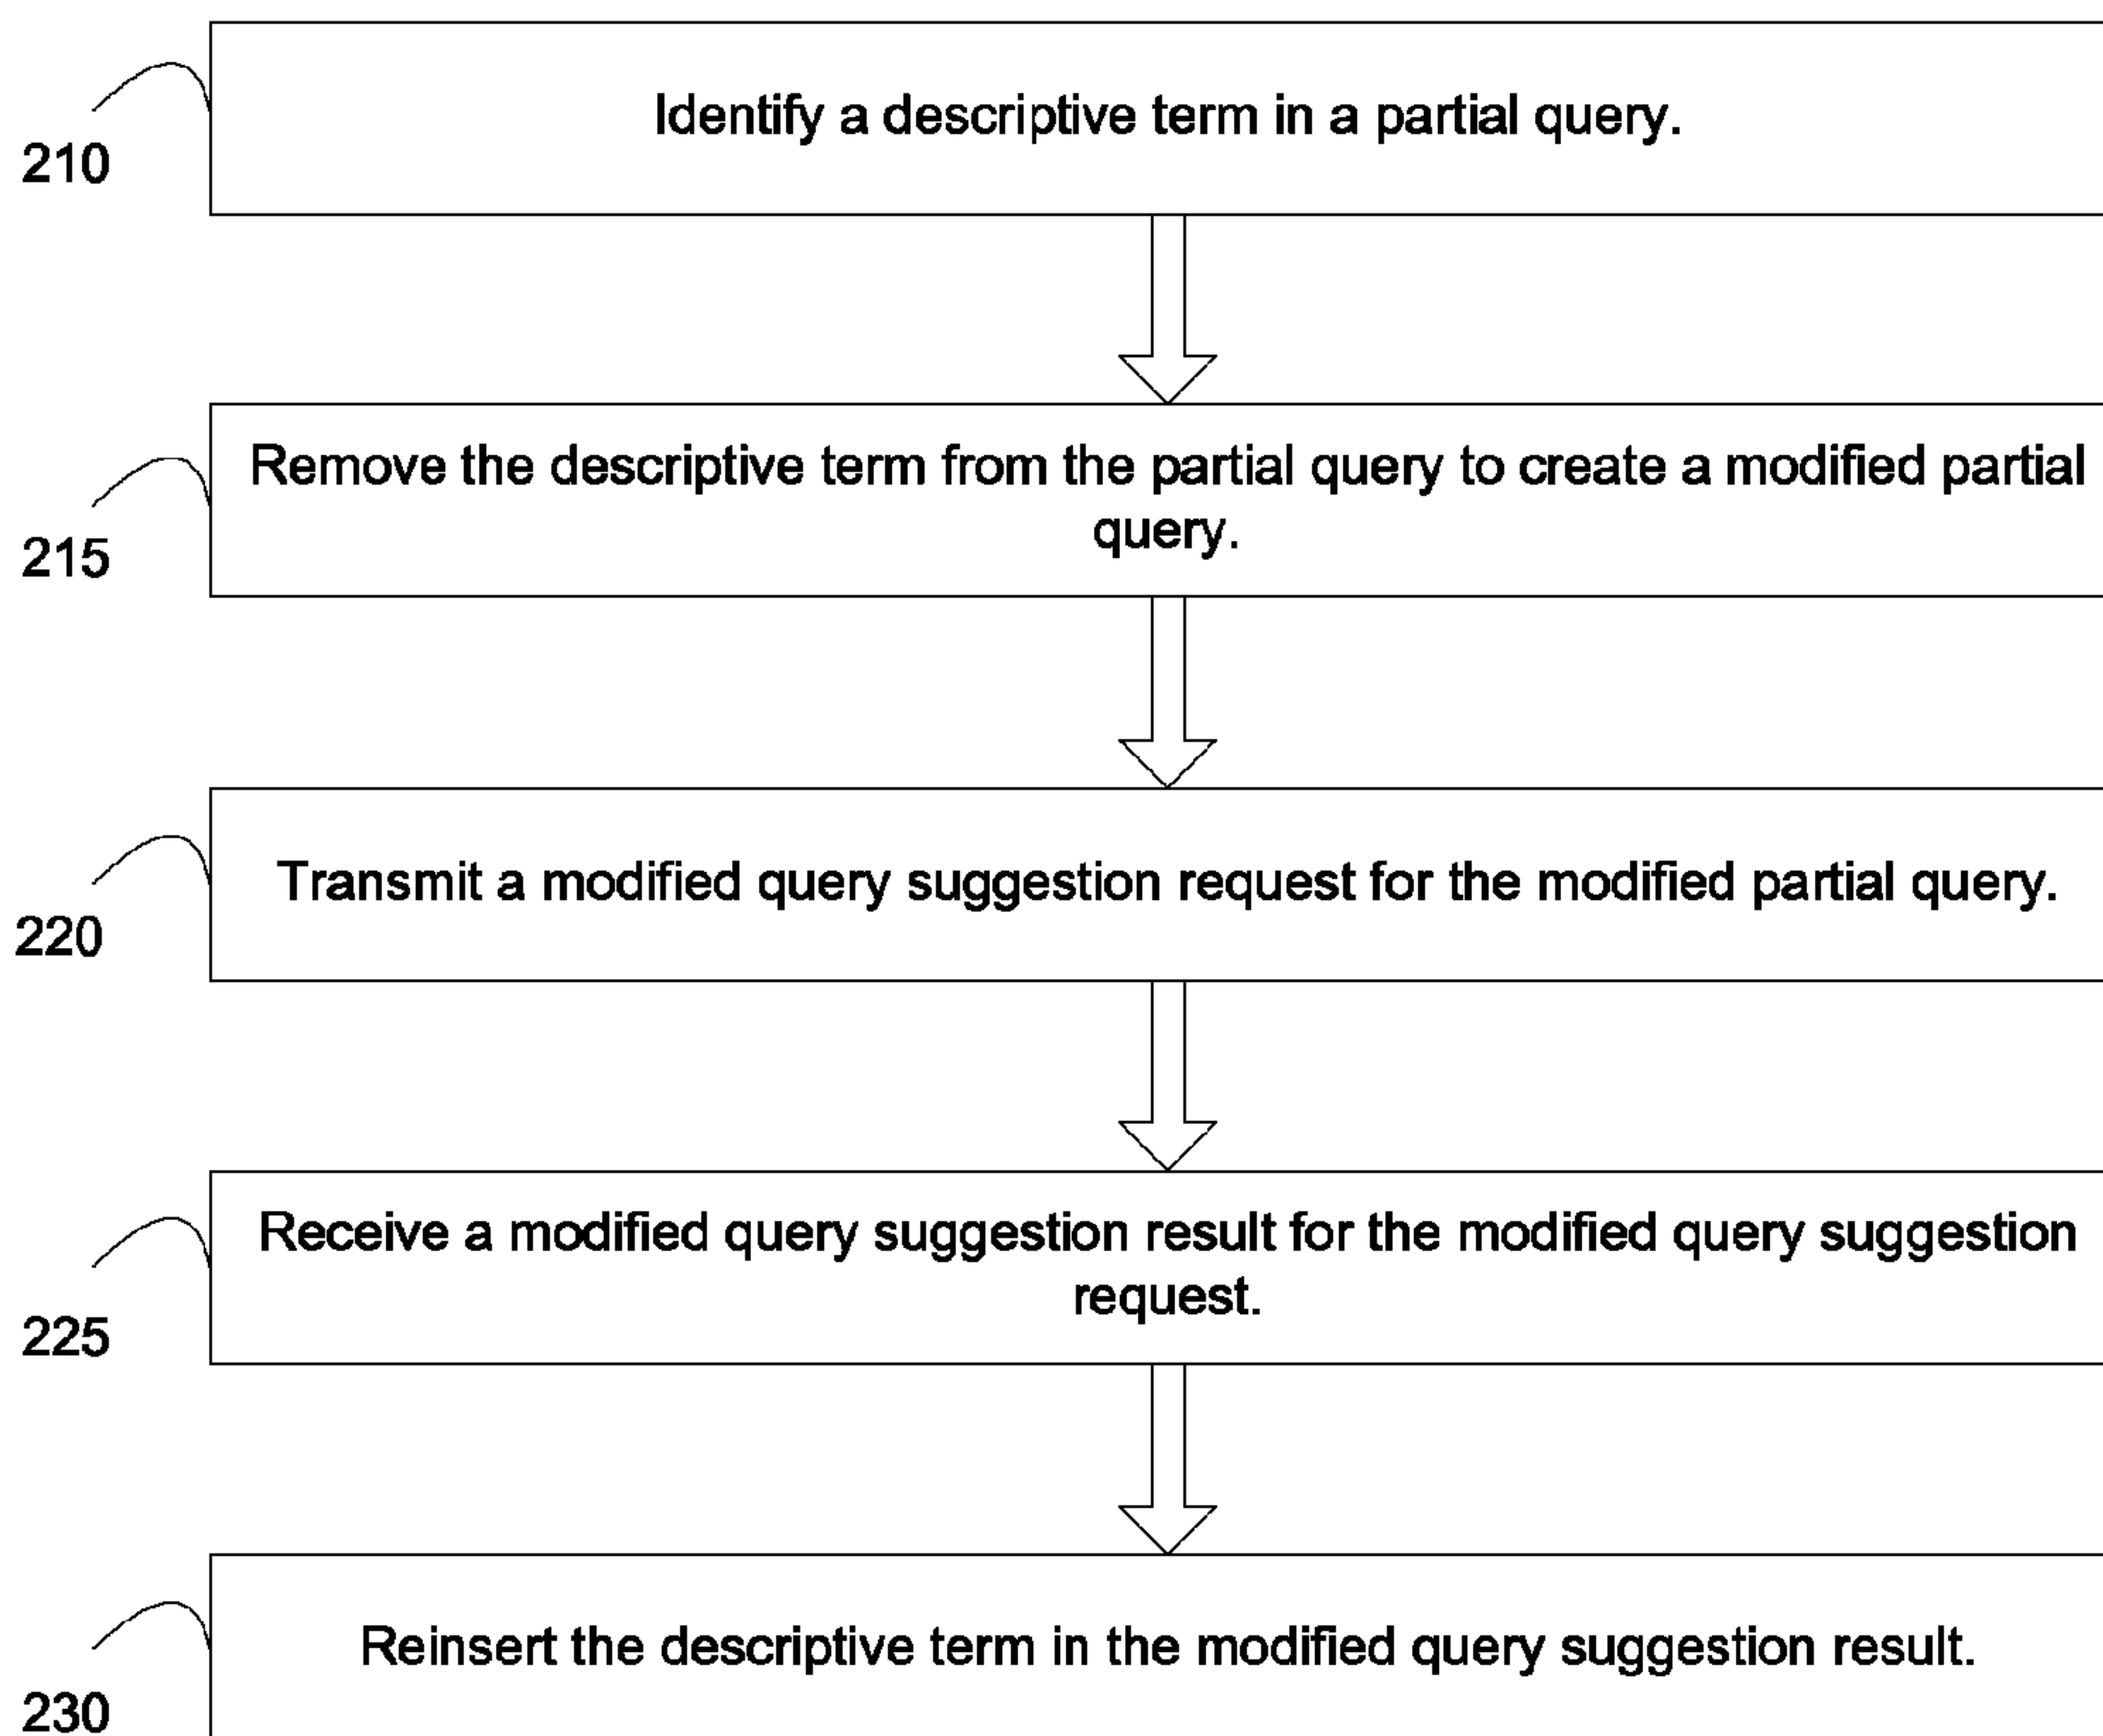 Identify a descriptive term in a partial query.
210
Remove the descriptive term from the partial query to create a modified partial
query.
215
Transmit a modified query suggestion request for the modified partial query.
220
Receive a modified query suggestion result for the modified query suggestion
request.
225
Reinsert the descriptive term in the modified query suggestion result.
230